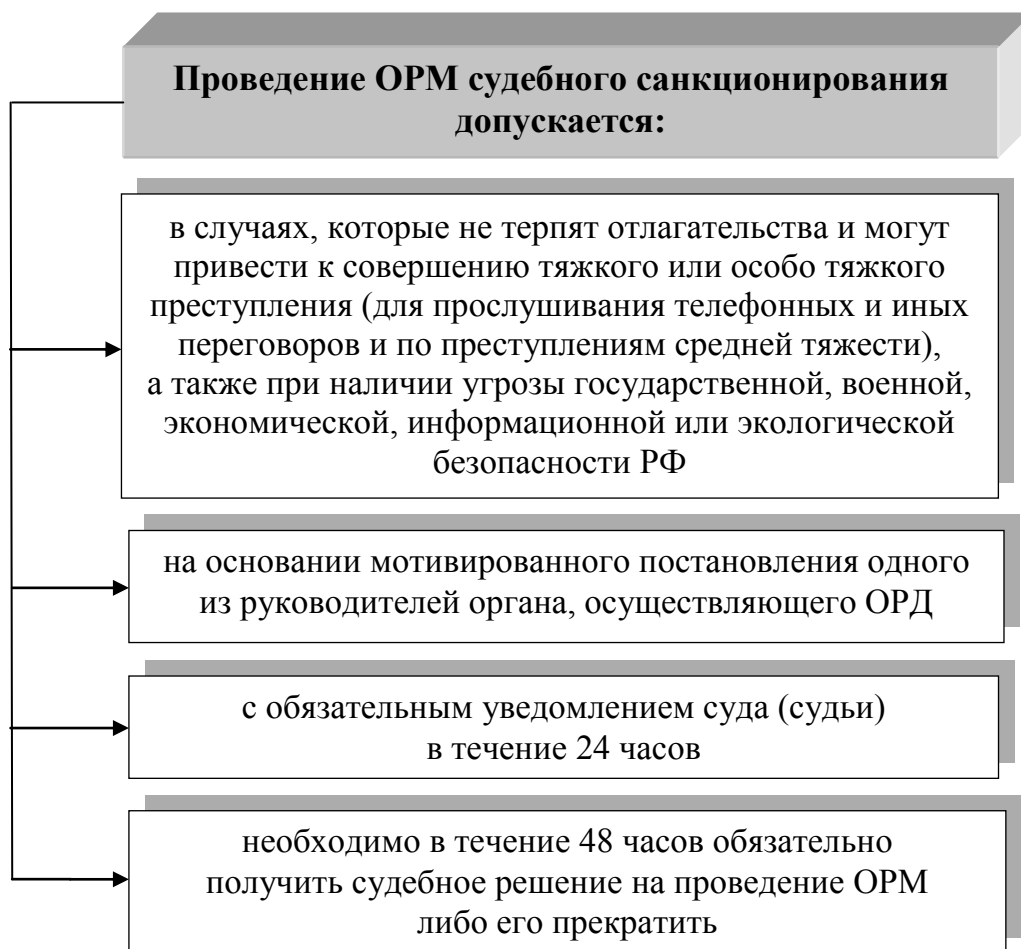 Проведение ОРМ судебного санкционирования
допускается:
в случаях, которые не терпят отлагательства и могут
привести к совершению тяжкого или особо тяжкого
преступления (для прослушивания телефонных и иных
переговоров и по преступлениям средней тяжести),
а также при наличии угрозы государственной, военной,
экономической, информационной или экологической
безопасности РФ
на основании мотивированного постановления одного
из руководителей органа, осуществляющего ОРД
с обязательным уведомлением суда (судьи)
в течение 24 часов
необходимо в течение 48 часов обязательно
получить судебное решение на проведение ОРМ
либо его прекратить